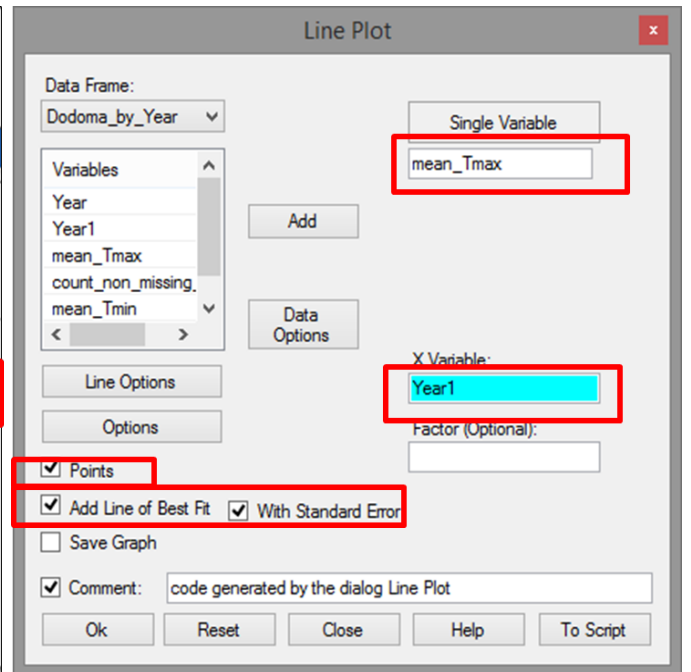 Line Plot
x
Data Frame:
Dodoma_by_Year
Single Variable
mean_Tmax
Variables
Year
Year1
mean_Tmax
count_non_missing_
mean_Tmin
Add
Data
Options
X Variable:
Year1
Line Options
Options
Factor (Optional):
Points
Add Line of Best Fit With Standard Error
Save Graph
Comment: code generated by the dialog Line Plot
Ok Reset Close Help To Script